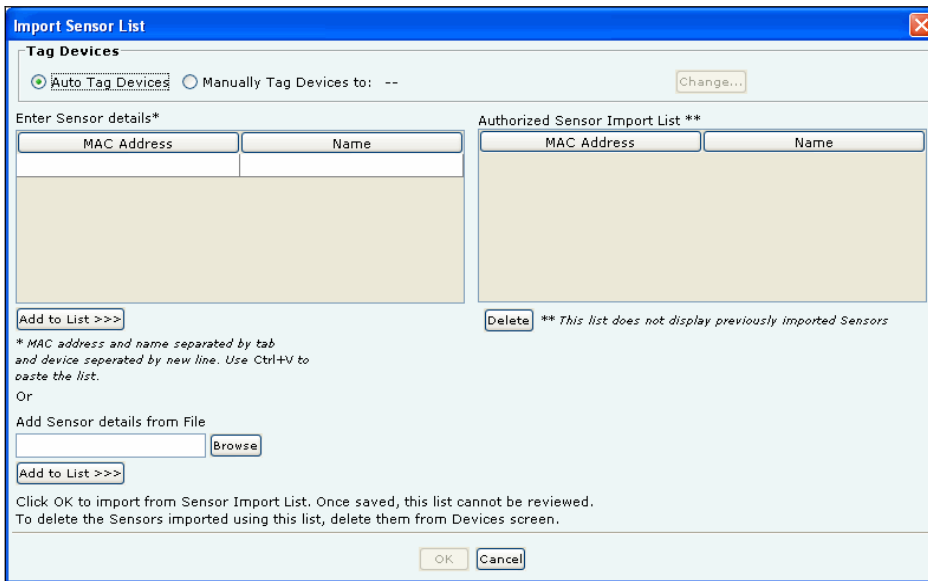 Import Sensor List
Tag Devices
Auto Tag Devices Manually Tag Devices to: -- Change...
Enter Sensor details*
MAC Address Name
Add to List >>>
* MAC address and name separated by tab
and device seperated by new line. Use Ctrl+V to
paste the list.
Or
Add Sensor details from File
Browse
Add to List >>>
Authorized Sensor Import List **
MAC Address Name
Delete ** This list does not display previously imported Sensors
Click OK to import from Sensor Import List. Once saved, this list cannot be reviewed.
To delete the Sensors imported using this list, delete them from Devices screen.
OK Cancel